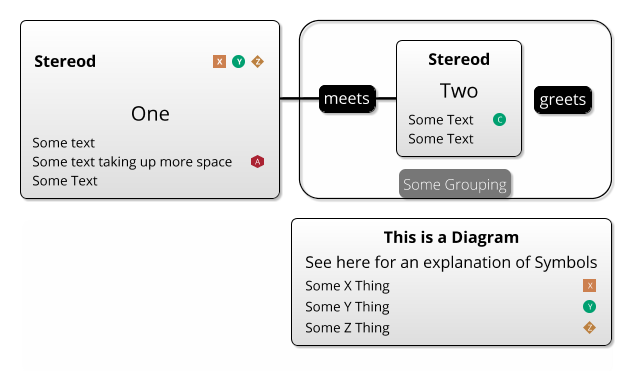 Stereod X Y Z
One
Some text
Some text taking up more space A
Some Text
meets
Stereod
Two
Some Text C
Some Text
greets
Some Grouping
This is a Diagram
See here for an explanation of Symbols
Some X Thing X
Some Y Thing Y
Some Z Thing Z